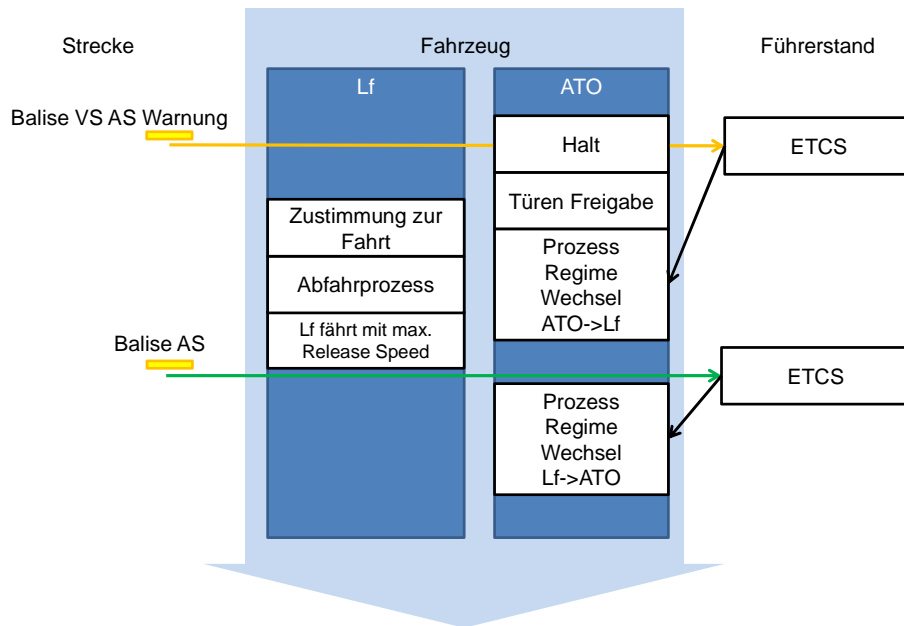 Strecke
Fahrzeug
Führerstand
Lf
ATO
Balise VS AS Warnung
Halt
ETCS
Türen Freigabe
Zustimmung zur
Fahrt
Prozess
Regime
Wechsel
ATO->Lf
Abfahrprozess
Lf fährt mit max.
Release Speed
Balise AS
ETCS
Prozess
Regime
Wechsel
Lf->ATO